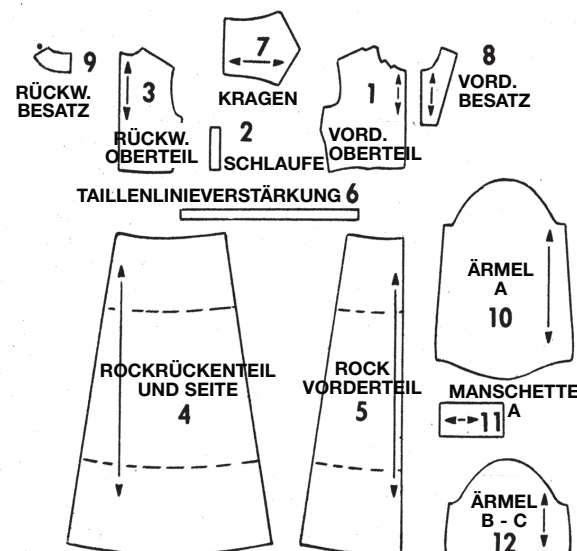 9
RÜCKW.
BESATZ
3
RÜCKW.
OBERTEIL
7
KRAGEN
2
SCHLAUFE
1
VORD.
OBERTEIL
8
VORD.
BESATZ
TAILLENLINIEVERSTÄRKUNG 6
ROCKRÜCKENTEIL
UND SEITE
4
ROCK
VORDERTEIL
5
ÄRMEL
A
10
MANSCHETTE
A
11
ÄRMEL
B - C
12